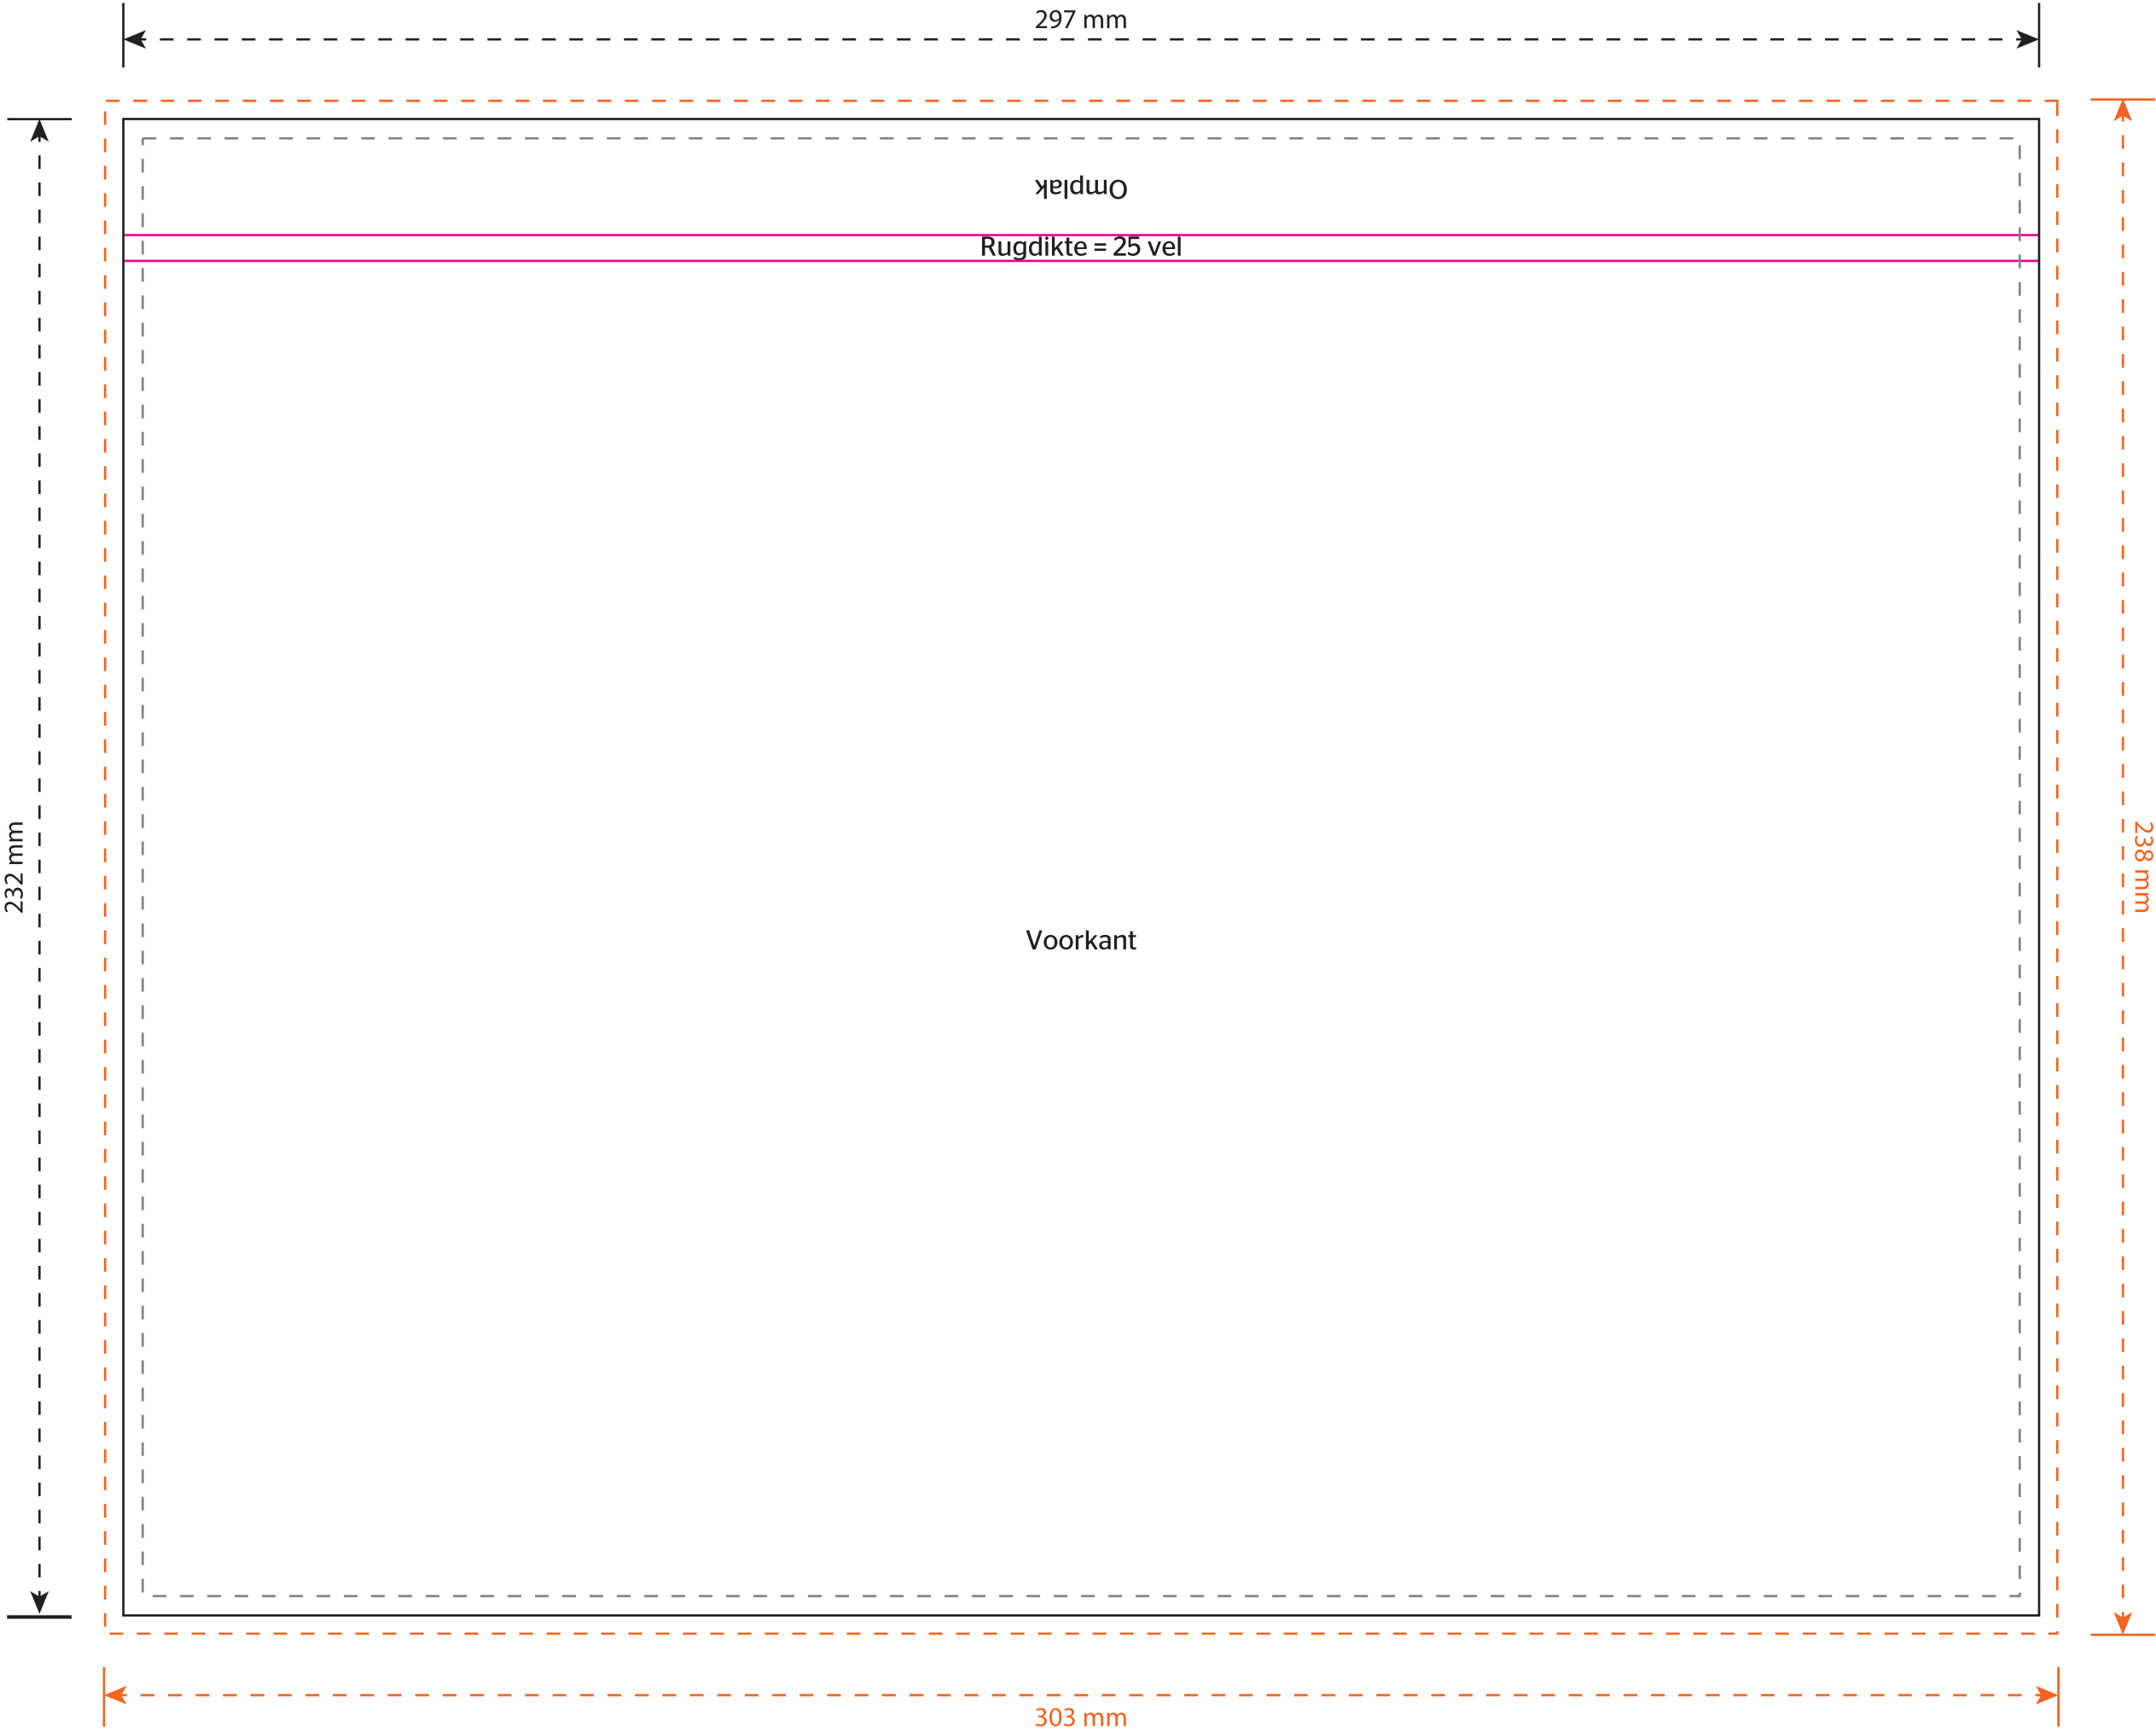 297 mm
Omplak
Rugdikte = 25 vel
232 mm
238 mm
Voorkant
303 mm